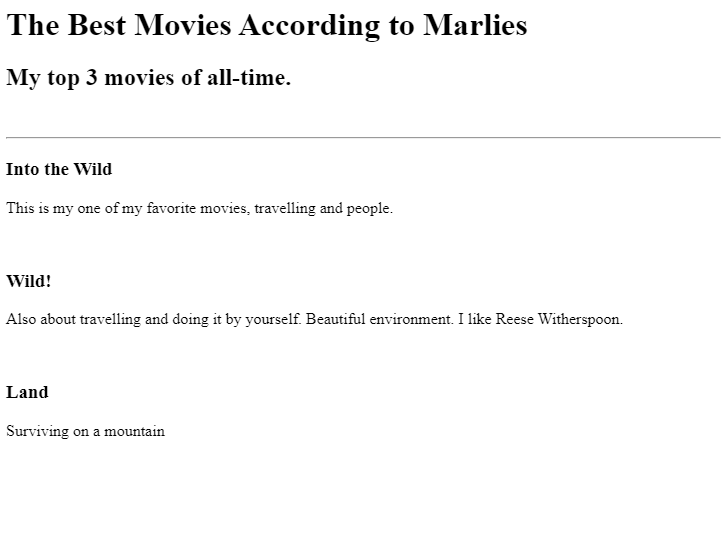 The Best Movies According to Marlies
My top 3 movies of all-time.
Into the Wild
This is my one of my favorite movies, travelling and people.
Wild!
Also about travelling and doing it by yourself. Beautiful environment. I like Reese Witherspoon.
Land
Surviving on a mountain